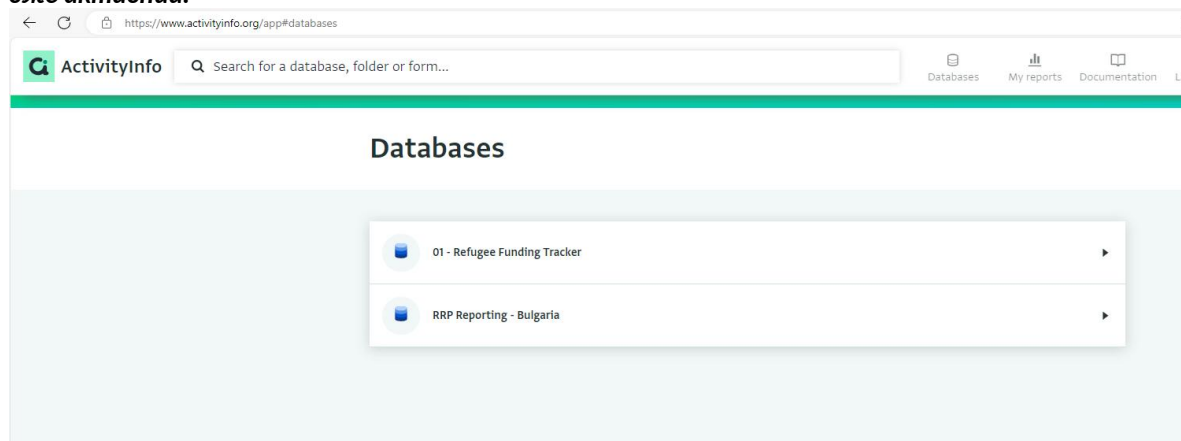 https://www.activityinfo.org/app#databases
ActivityInfo
Search for a database, folder or form...
Databases
My reports
Documentation
Databases
01 - Refugee Funding Tracker
RRP Reporting - Bulgaria